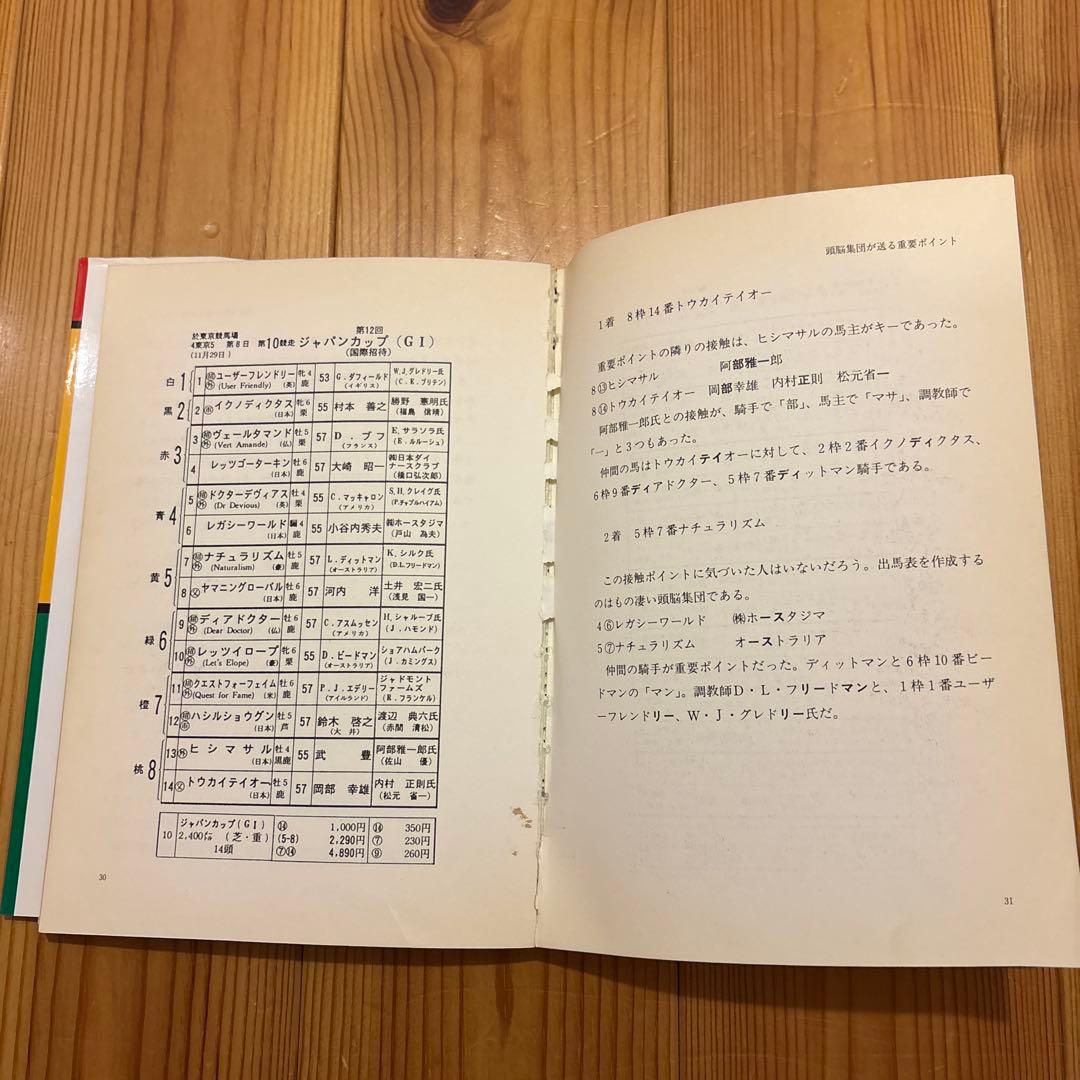 第12回
於東京競馬場
4東京5 第8日 第10競走 ジャパンカップ(GI)
(11月29日) (国際招待)
白1 1 ユーザーフレンドリー 牝4 53 G.ダフィールド W.J.グレドリー氏
(User Friendly) (英) 鹿 (イギリス) (C.E.ブリテン)
黒2 2 イクノディクタス 牝6 55 村本 善之 勝野 憲明氏
(日本) 栗 (福島 信晴)
赤3 3 ヴェールタマンド 牡5 57 D.ブフ E.サラソラ氏
(Vert Amande) (仏) 栗 (フランス) (E.ルルーシュ)
4 レッツゴーターキン 牡6 57 大崎 昭一 ㈱日本ダイナースクラブ
(日本) 鹿 (橋口弘次郎)
青4 5 ドクターデヴィアス 牡4 55 C.マッキャロン S.H.クレイグ氏
(Dr Devious) (英) 栗 (アメリカ) (P.チャプルハイアム)
6 レガシーワールド 騸4 55 小谷内秀夫 ㈱ホースタジマ
(日本) 鹿 (戸山 為夫)
黄5 7 ナチュラリズム 牡5 57 L.ディットマン K.シルク氏
(Naturalism) (豪) 鹿 (オーストラリア) (D.L.フリードマン)
8 ヤマニングローバル 牡6 57 河内 洋 土井 宏二氏
(日本) 鹿 (浅見 国一)
緑6 9 ディアドクター 牡6 57 C.アスムッセン H.シャループ氏
(Dear Doctor) (仏) 鹿 (アメリカ) (J.ハモンド)
10 レッツイロープ 牝6 55 D.ビードマン ショアハムパーク
(Let's Elope) (豪) 栗 (オーストラリア) (J.カミングス)
橙7 11 クエストフォーフェイム 牡6 57 P.J.エデリー ジャドモントファームズ
(Quest for Fame) (米) 鹿 (アイルランド) (R.フランケル)
12 ハシルショウグン 牡5 57 鈴木 啓之 渡辺 典六氏
(日本) 芦 (大井) (赤間 清松)
桃8 13 ヒシマサル 牡4 55 武 豊 阿部雅一郎氏
(日本) 黒鹿 (佐山 優)
14 トウカイテイオー 牡5 57 岡部 幸雄 内村 正則氏
(日本) 鹿 (松元 省一)
ジャパンカップ(GI) ⑭ 1,000円 ⑭ 350円
10 2,400㍍ (芝・重) (5-8) 2,290円 ⑦ 230円
14頭 ⑦⑭ 4,890円 ⑨ 260円
30
頭脳集団が送る重要ポイント
1着 8枠14番トウカイテイオー
重要ポイントの隣りの接触は、ヒシマサルの馬主がキーであった。
8⑬ヒシマサル 阿部雅一郎
8⑭トウカイテイオー 岡部幸雄 内村正則 松元省一
阿部雅一郎氏との接触が、騎手で「部」、馬主で「マサ」、調教師で
「一」と3つもあった。
仲間の馬はトウカイテイオーに対して、2枠2番イクノディクタス、
6枠9番ディアドクター、5枠7番ディットマン騎手である。
2着 5枠7番ナチュラリズム
この接触ポイントに気づいた人はいないだろう。出馬表を作成する
のはもの凄い頭脳集団である。
4⑥レガシーワールド ㈱ホースタジマ
5⑦ナチュラリズム オーストラリア
仲間の騎手が重要ポイントだった。ディットマンと6枠10番ビー
ドマンの「マン」。調教師D・L・フリードマンと、1枠1番ユーザ
ーフレンドリー、W・J・グレドリー氏だ。
31